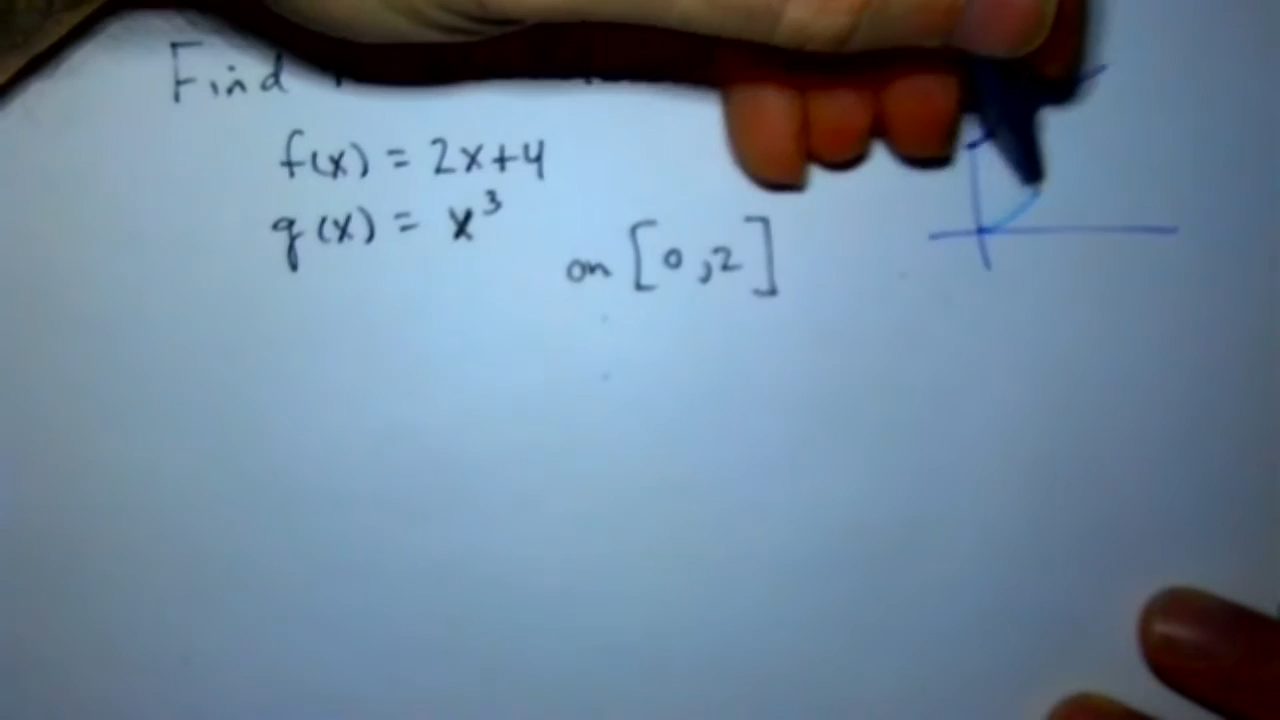 Find
f(x) = 2x+4
g(x) = x³
on [0,2]